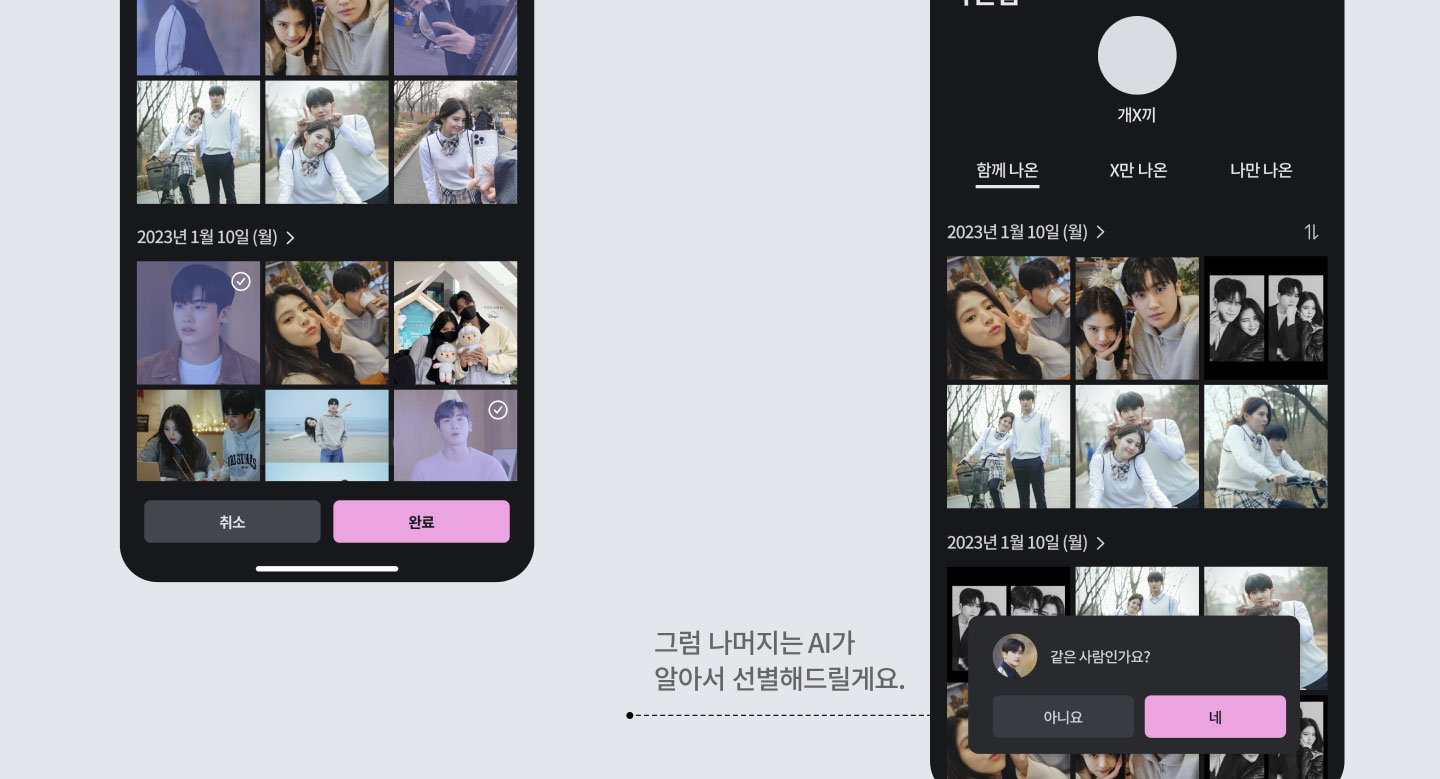 2023년 1월 10일 (월)
취소
완료
그럼 나머지는 AI가
알아서 선별해드릴게요.
개X끼
함께 나온
X만 나온
나만 나온
2023년 1월 10일 (월)
2023년 1월 10일 (월)
같은 사람인가요?
아니요
네